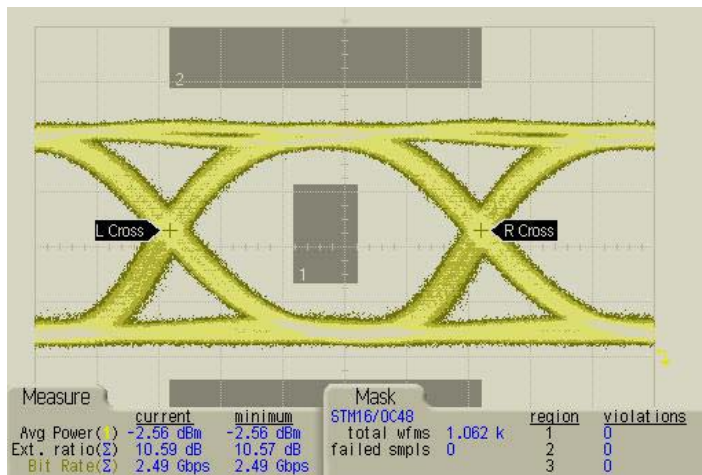 2
L Cross
R Cross
1
Measure
current minimum
Avg Power(1) -2.56 dBm -2.56 dBm
Ext. ratio(Σ) 10.59 dB 10.57 dB
Bit Rate(Σ) 2.49 Gbps 2.49 Gbps
Mask
STM16/OC48
total wfms 1.062 k
failed smpls 0
region violations
1 0
2 0
3 0